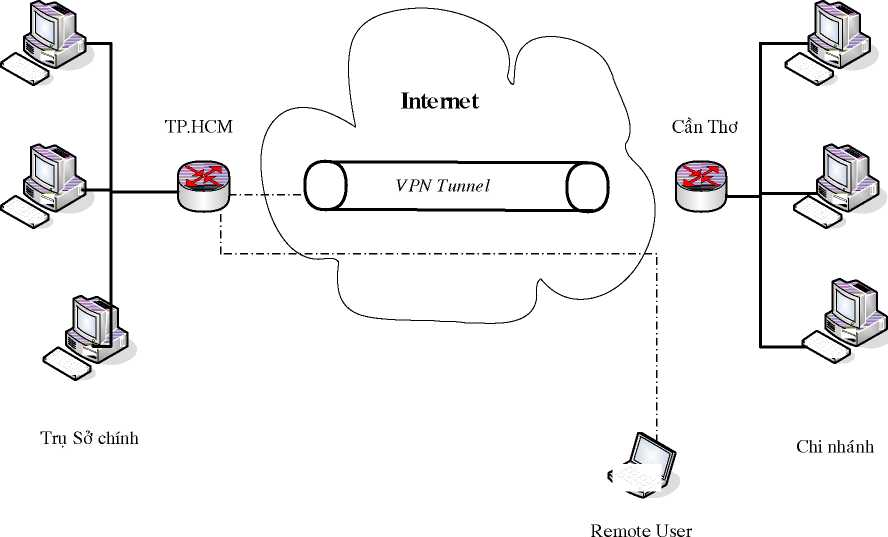 Internet
TP.HCM
Cần Thơ
VPN Tunnel
Trụ Sở chính
Chi nhánh
Remote User